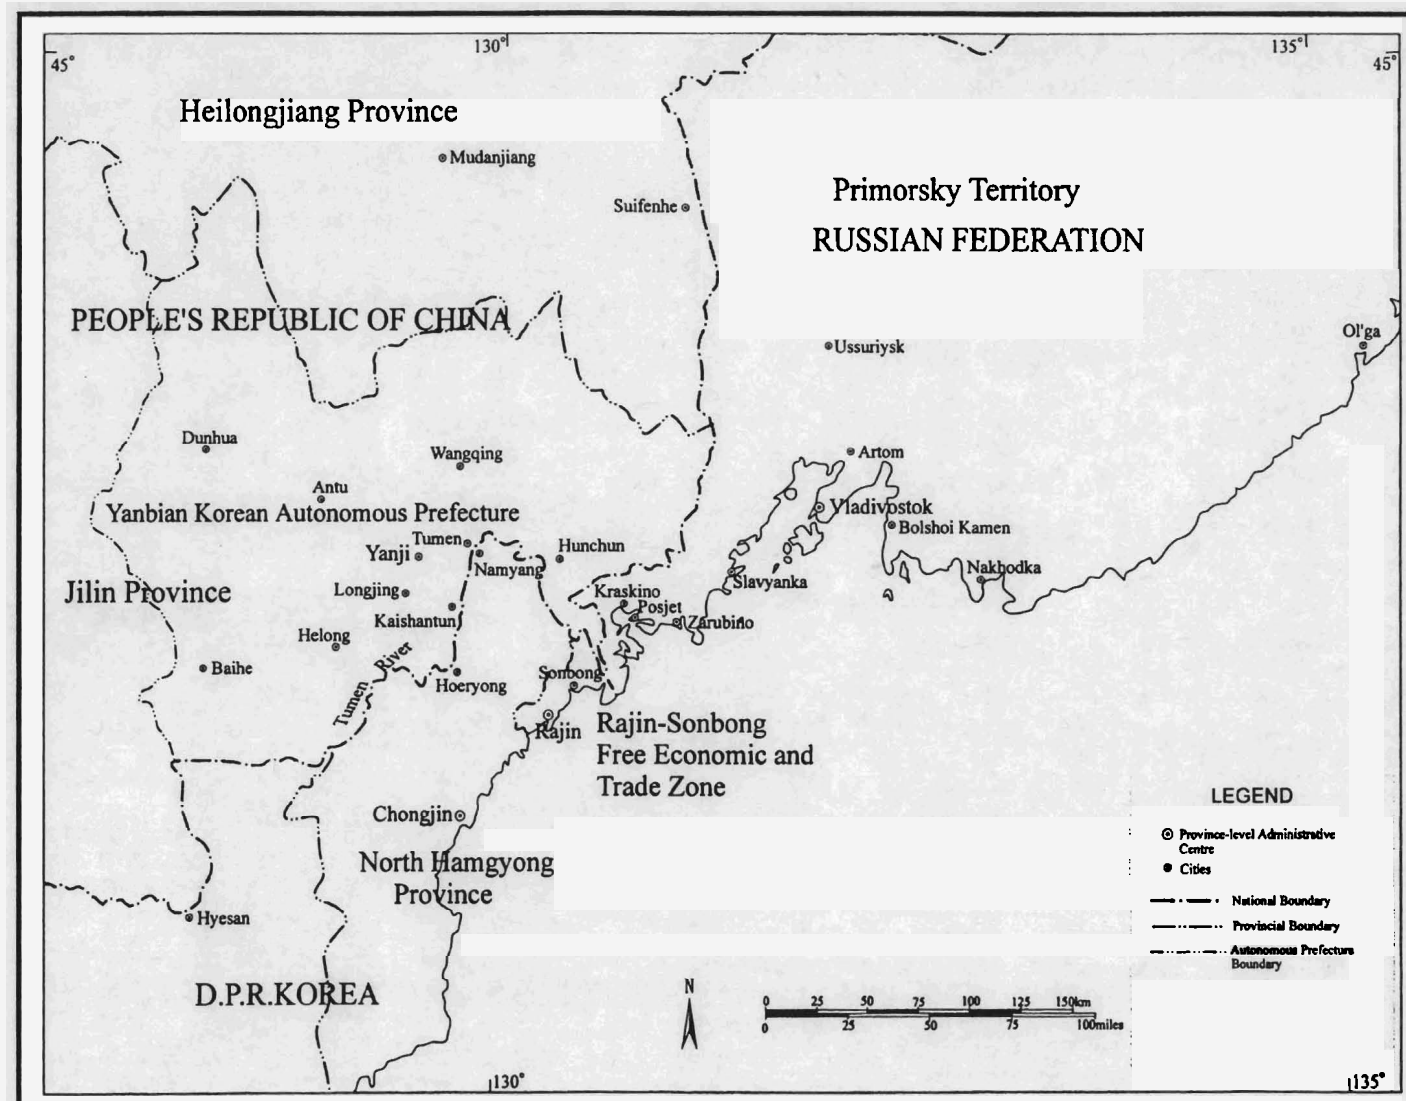 130°
135°
45°
45°
Heilongjiang Province
Mudanjiang
Suifenhe
Primorsky Territory
RUSSIAN FEDERATION
PEOPLE'S REPUBLIC OF CHINA
Ussuriysk
Ol'ga
Dunhua
Wangqing
Artom
Antu
Yanbian Korean Autonomous Prefecture
Vladivostok
Bolshoi Kamen
Tumen
Yanji
Namyang
Hunchun
Nakhodka
Slavyanka
Jilin Province
Longjing
Kraskino
Posjet
Kaishantun
Zarubino
Helong
Tumen River
Baihe
Hoeryong
Sonbong
Rajin
Rajin-Sonbong
Free Economic and
Trade Zone
Chongjin
North Hamgyong
Province
Hyesan
D.P.R.KOREA
LEGEND
Province-level Administrative
Centre
Cities
National Boundary
Provincial Boundary
Autonomous Prefecture
Boundary
N
0 25 50 75 100 125 150km
0 25 50 75 100miles
130°
135°